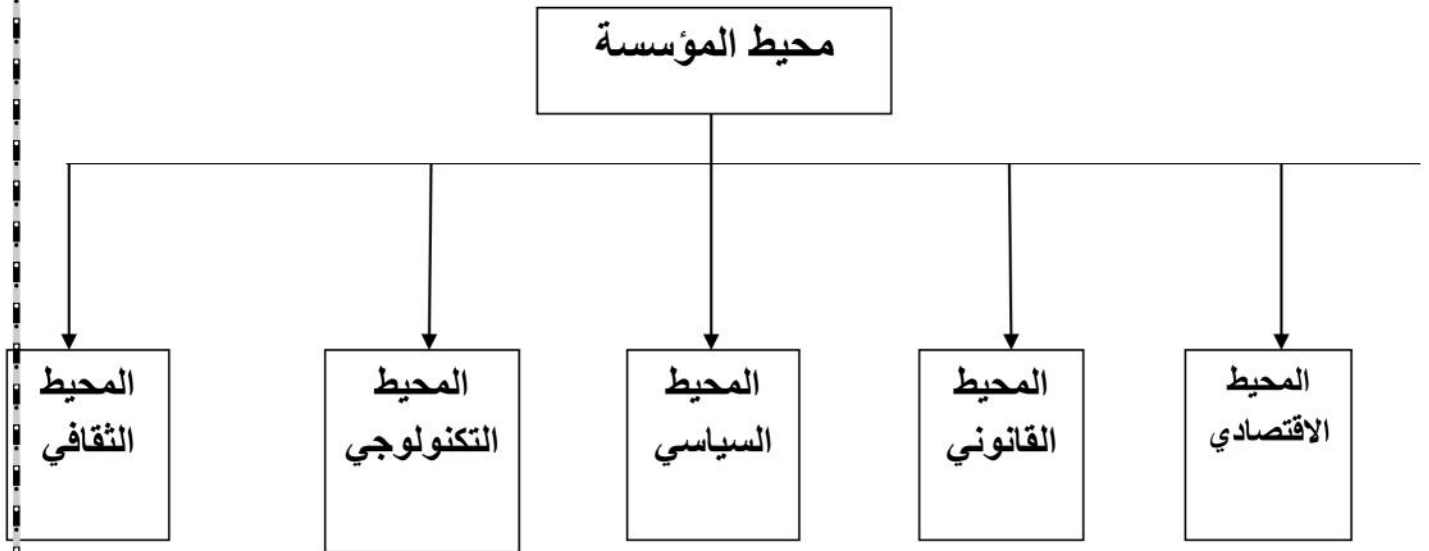 محيط المؤسسة
المحيط
الاقتصادي
المحيط
القانوني
المحيط
السياسي
المحيط
التكنولوجي
المحيط
الثقافي